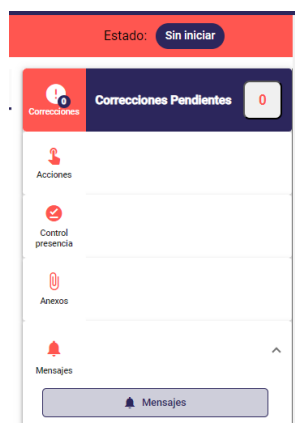 Estado: Sin iniciar
0
Correcciones
Correcciones Pendientes 0
Acciones
Control
presencia
Anexos
Mensajes
Mensajes